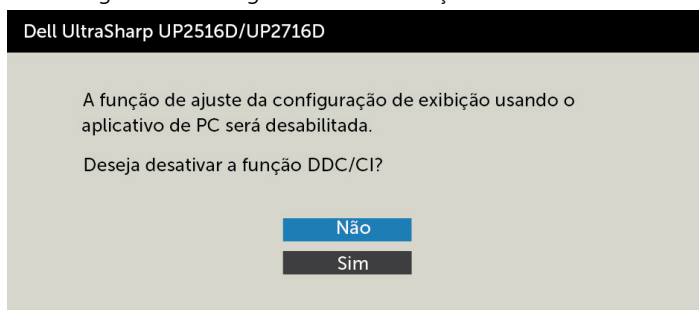 Dell UltraSharp UP2516D/UP2716D
A função de ajuste da configuração de exibição usando o
aplicativo de PC será desabilitada.
Deseja desativar a função DDC/CI?
Não
Sim